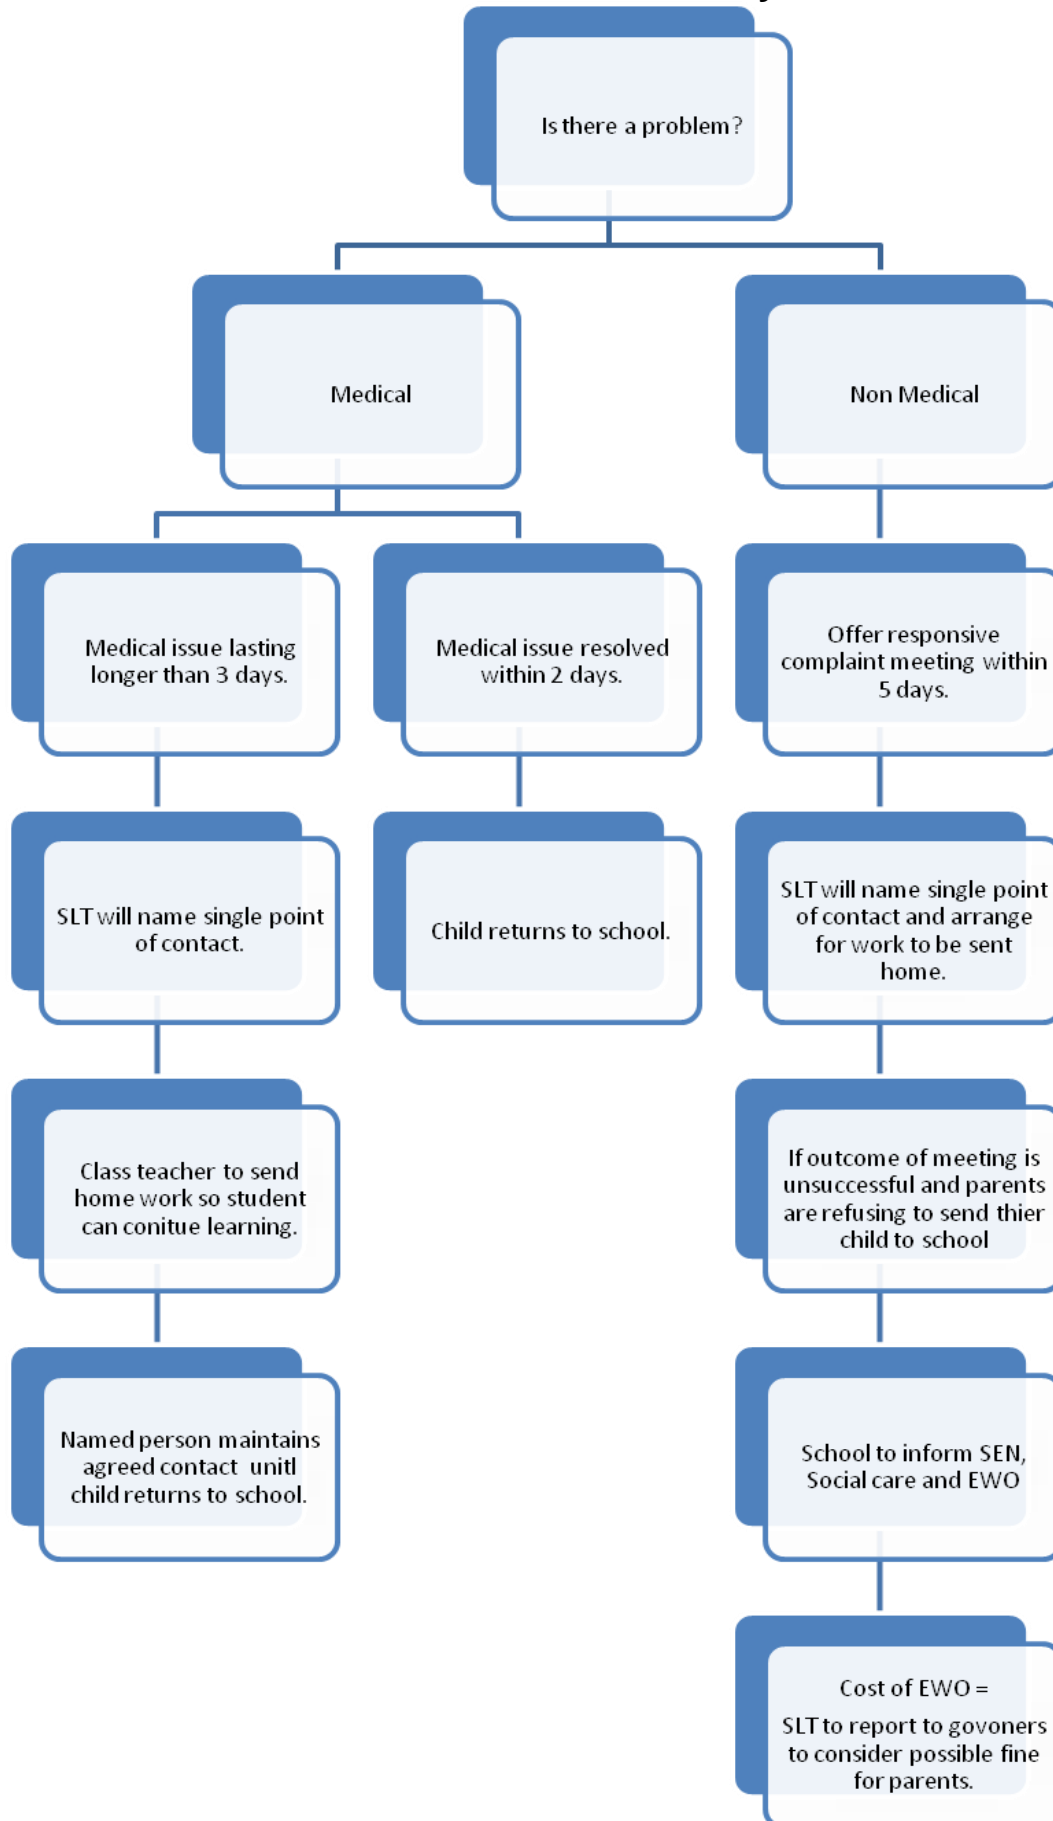 Is there a problem?
Medical
Non Medical
Medical issue lasting
longer than 3 days.
Medical issue resolved
within 2 days.
Offer responsive
complaint meeting within
5 days.
SLT will name single point
of contact.
Child returns to school.
SLT will name single point
of contact and arrange
for work to be sent
home.
Class teacher to send
home work so student
can conitue learning.
If outcome of meeting is
unsuccessful and parents
are refusing to send thier
child to school
Named person maintains
agreed contact unitl
child returns to school.
School to inform SEN,
Social care and EWO
Cost of EWO =
SLT to report to govoners
to consider possible fine
for parents.